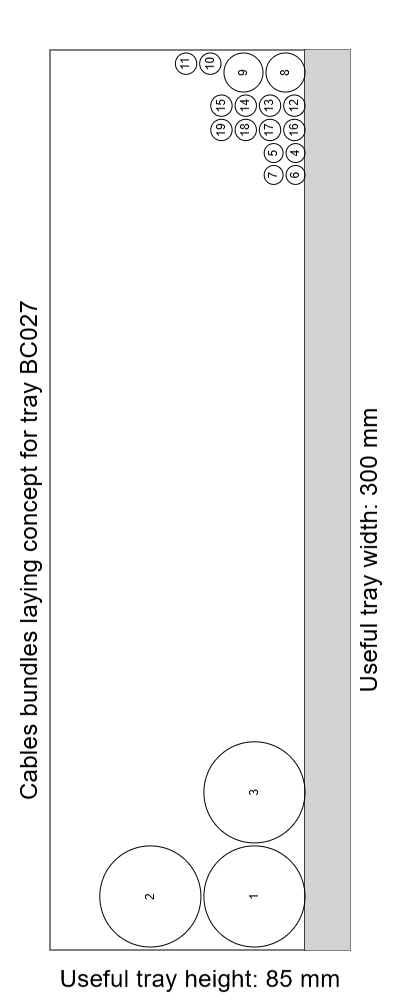 Cables bundles laying concept for tray BC027
11 10 9 8
15 14 13 12
19 18 17 16
5 4
7 6
3
2 1
Useful tray width: 300 mm
Useful tray height: 85 mm